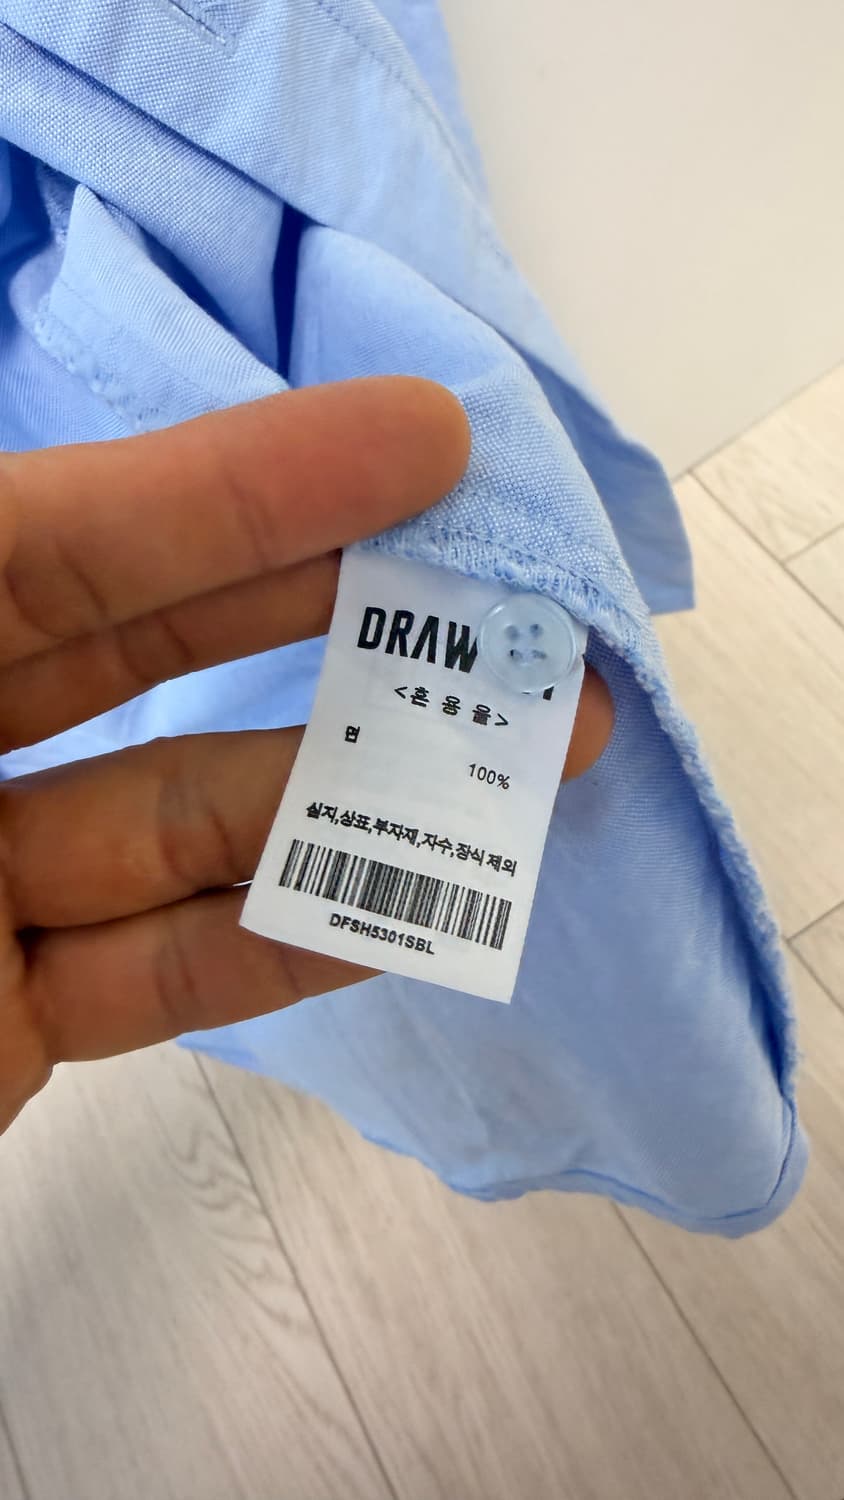 DRAW
<혼 용 율>
면
100%
실지,상표,부자재,자수,장식 제외
DFSH5301SBL